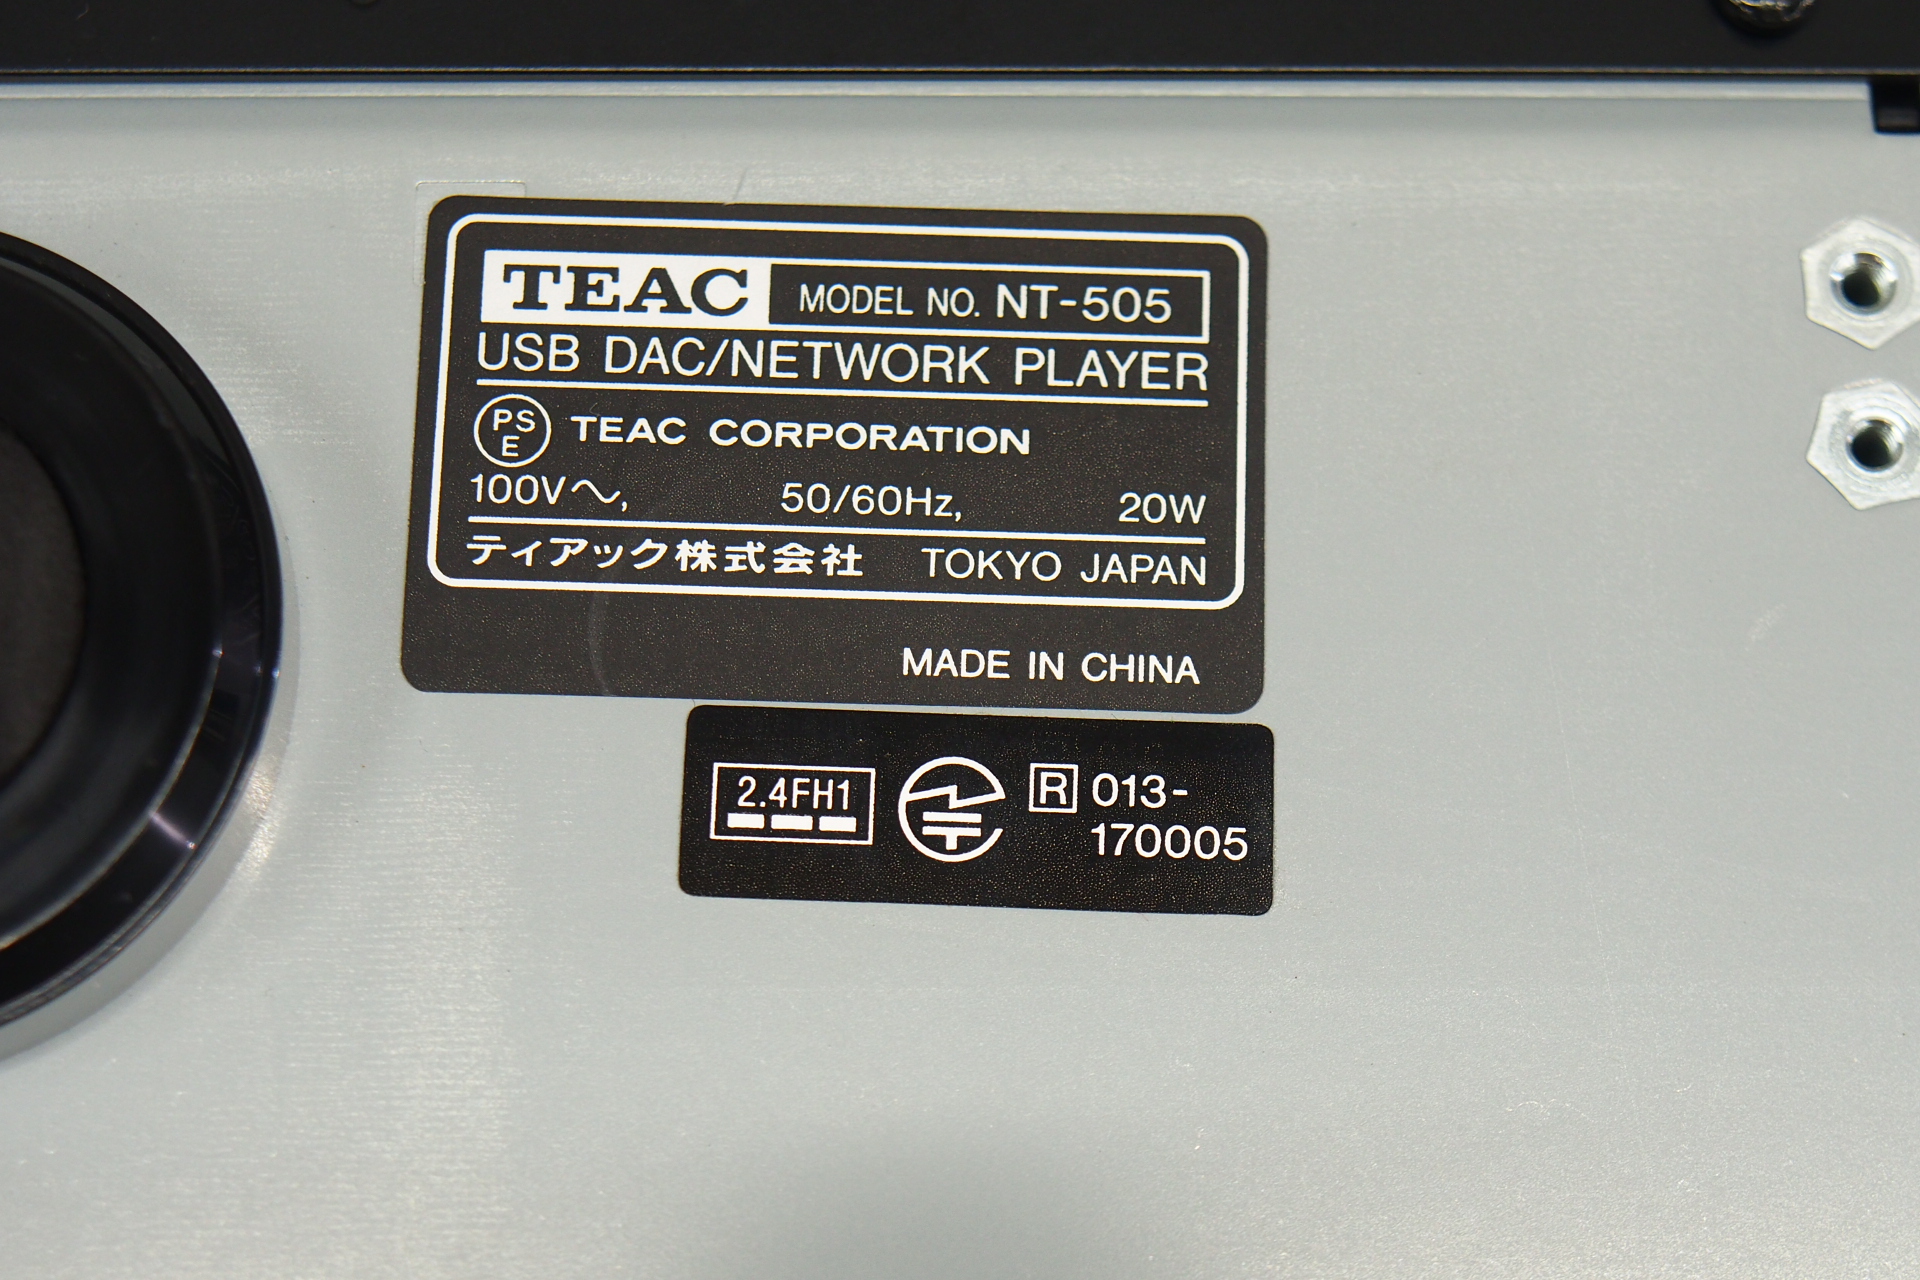 TEAC MODEL NO. NT-505
USB DAC/NETWORK PLAYER
PSE TEAC CORPORATION
100V～, 50/60Hz, 20W
ティアック株式会社 TOKYO JAPAN
MADE IN CHINA
2.4FH1 R 013-
170005